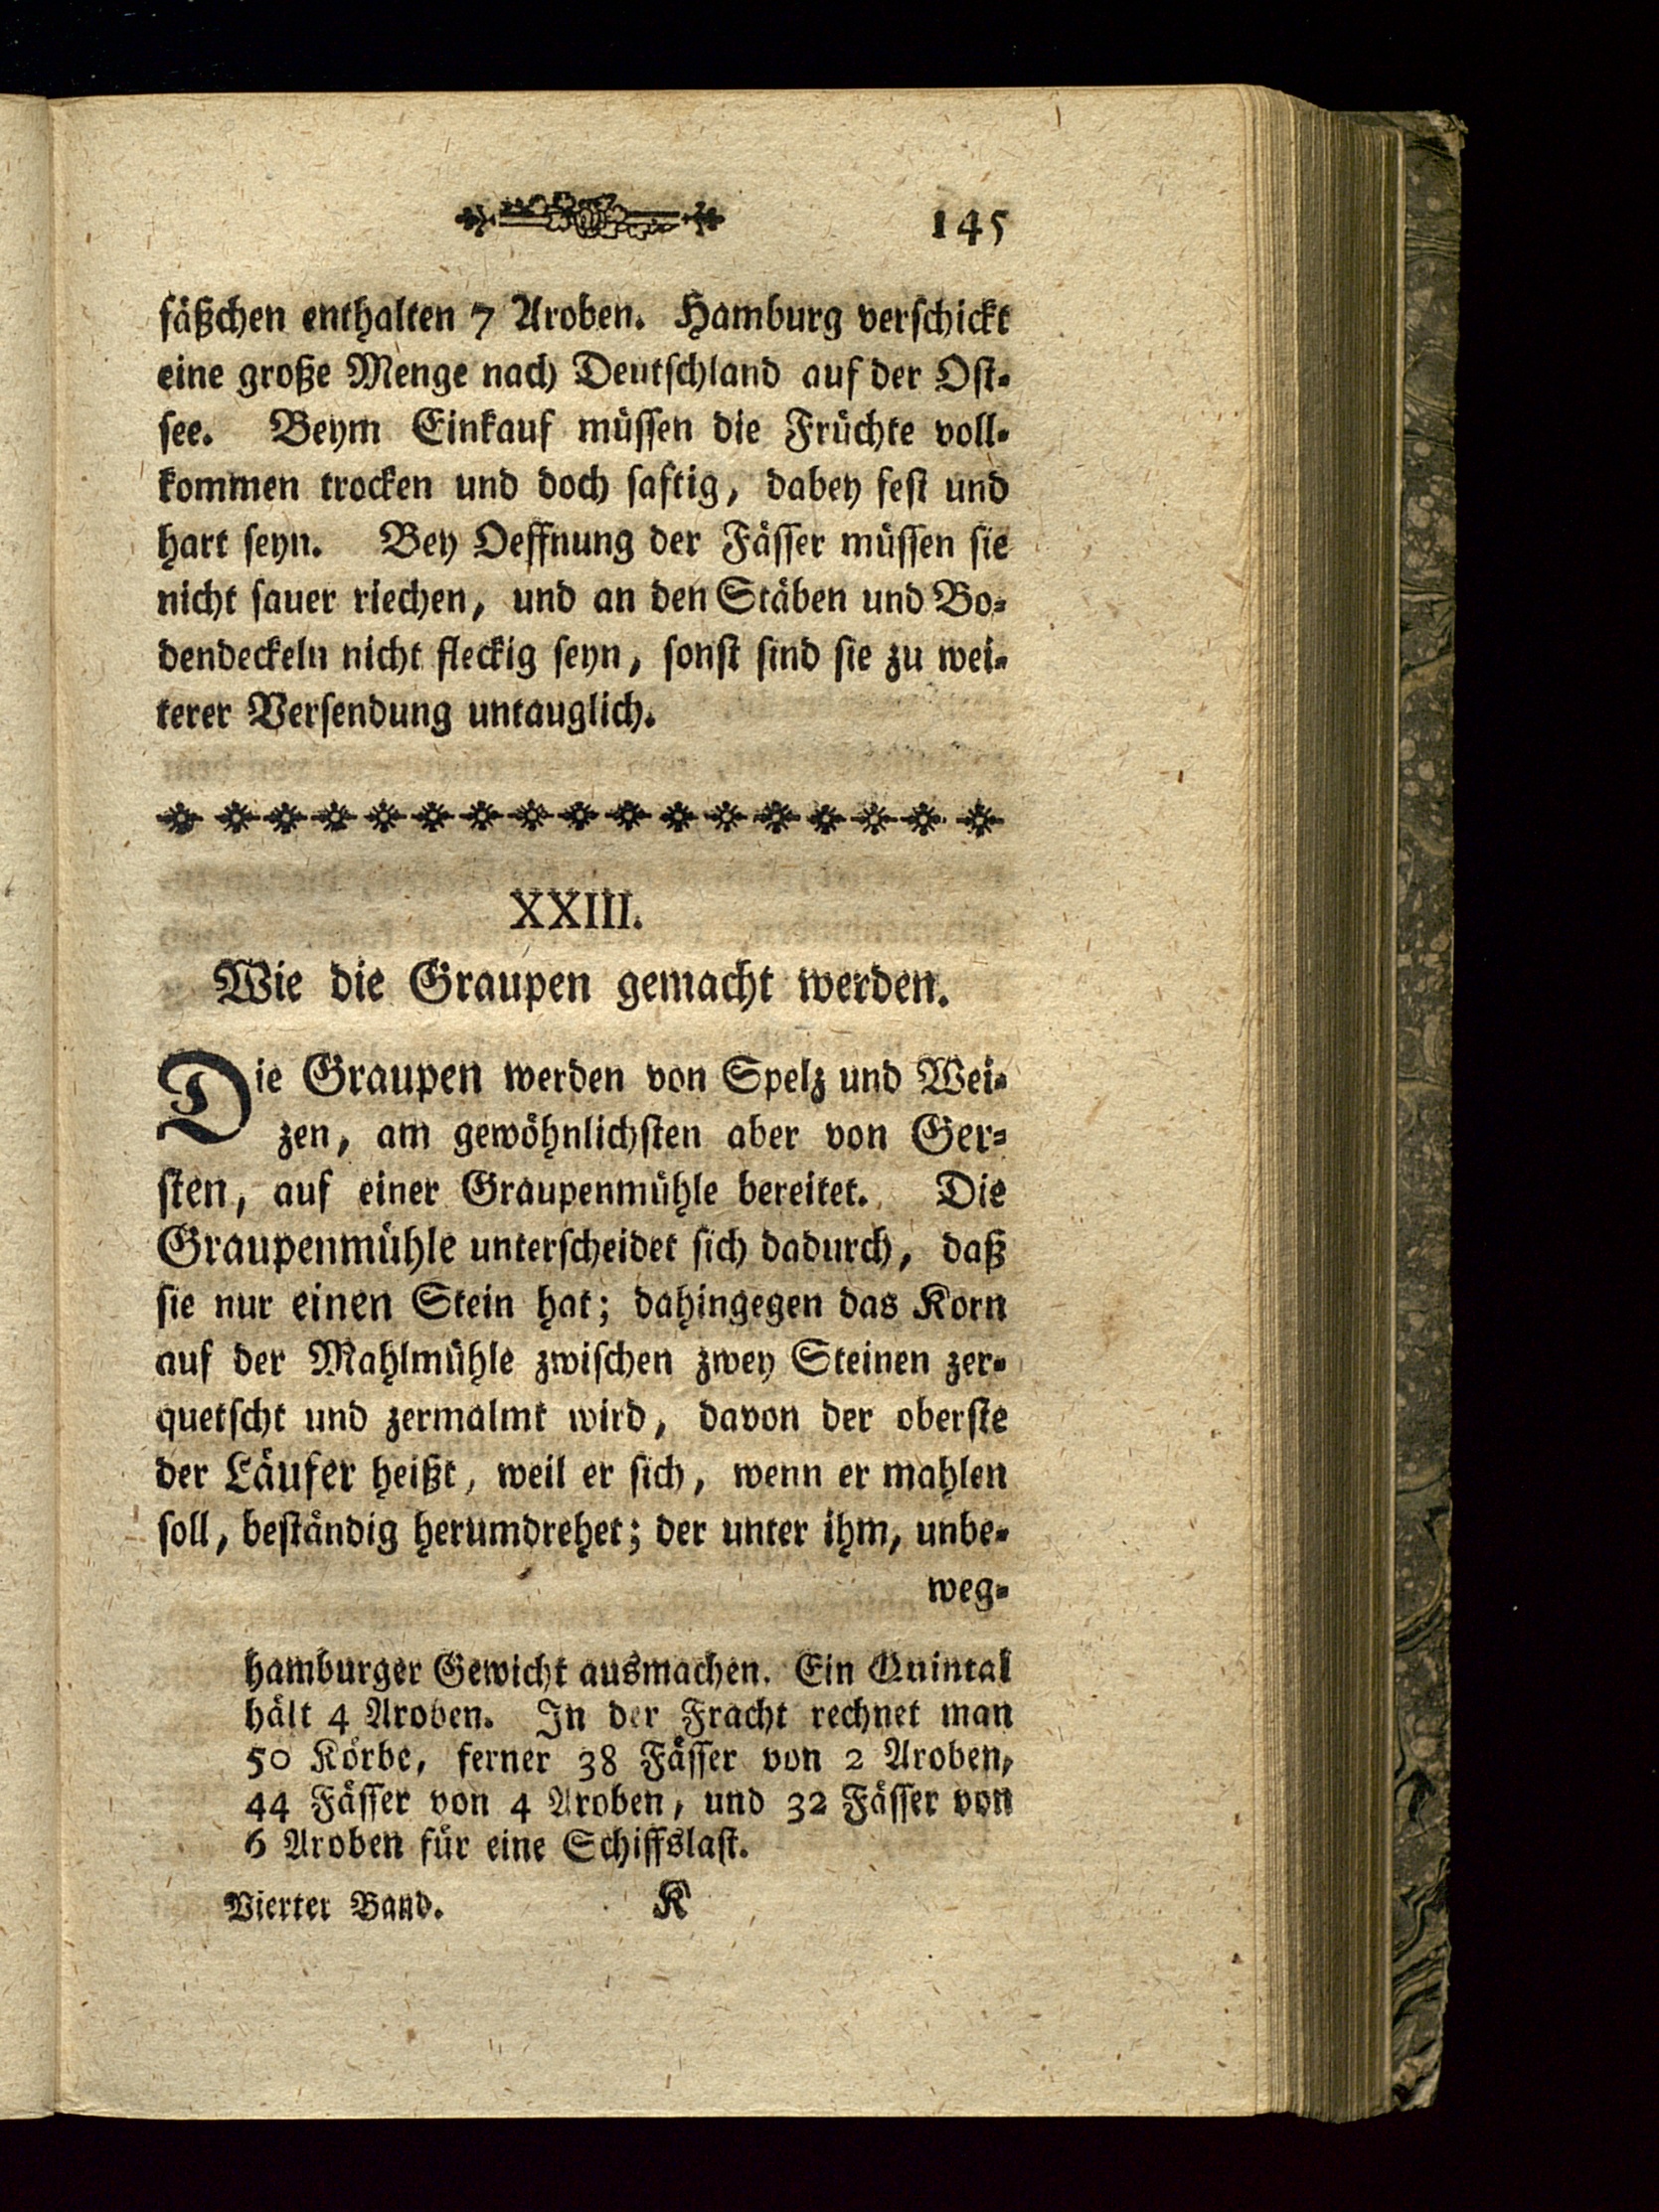 145
fäßchen enthalten 7 Aroben. Hamburg verschickt
eine große Menge nach Deutschland auf der Ost-
see. Beym Einkauf müssen die Früchte voll-
kommen trocken und doch saftig, dabey fest und
hart seyn. Bey Oeffnung der Fässer müssen sie
nicht sauer riechen, und an den Stäben und Bo-
dendeckeln nicht fleckig seyn, sonst sind sie zu wei-
terer Versendung untauglich.
XXIII.
Wie die Graupen gemacht werden.
Die Graupen werden von Spelz und Wei-
zen, am gewöhnlichsten aber von Ger-
sten, auf einer Graupenmühle bereitet. Die
Graupenmühle unterscheidet sich dadurch, daß
sie nur einen Stein hat; dahingegen das Korn
auf der Mahlmühle zwischen zwey Steinen zer-
quetscht und zermalmt wird, davon der oberste
der Läufer heißt, weil er sich, wenn er mahlen
soll, beständig herumdrehet; der unter ihm, unbe-
weg-
hamburger Gewicht ausmachen. Ein Quintal
hält 4 Aroben. In der Fracht rechnet man
50 Körbe, ferner 38 Fässer von 2 Aroben,
44 Fässer von 4 Aroben, und 32 Fässer von
6 Aroben für eine Schiffslast.
Vierter Band. K